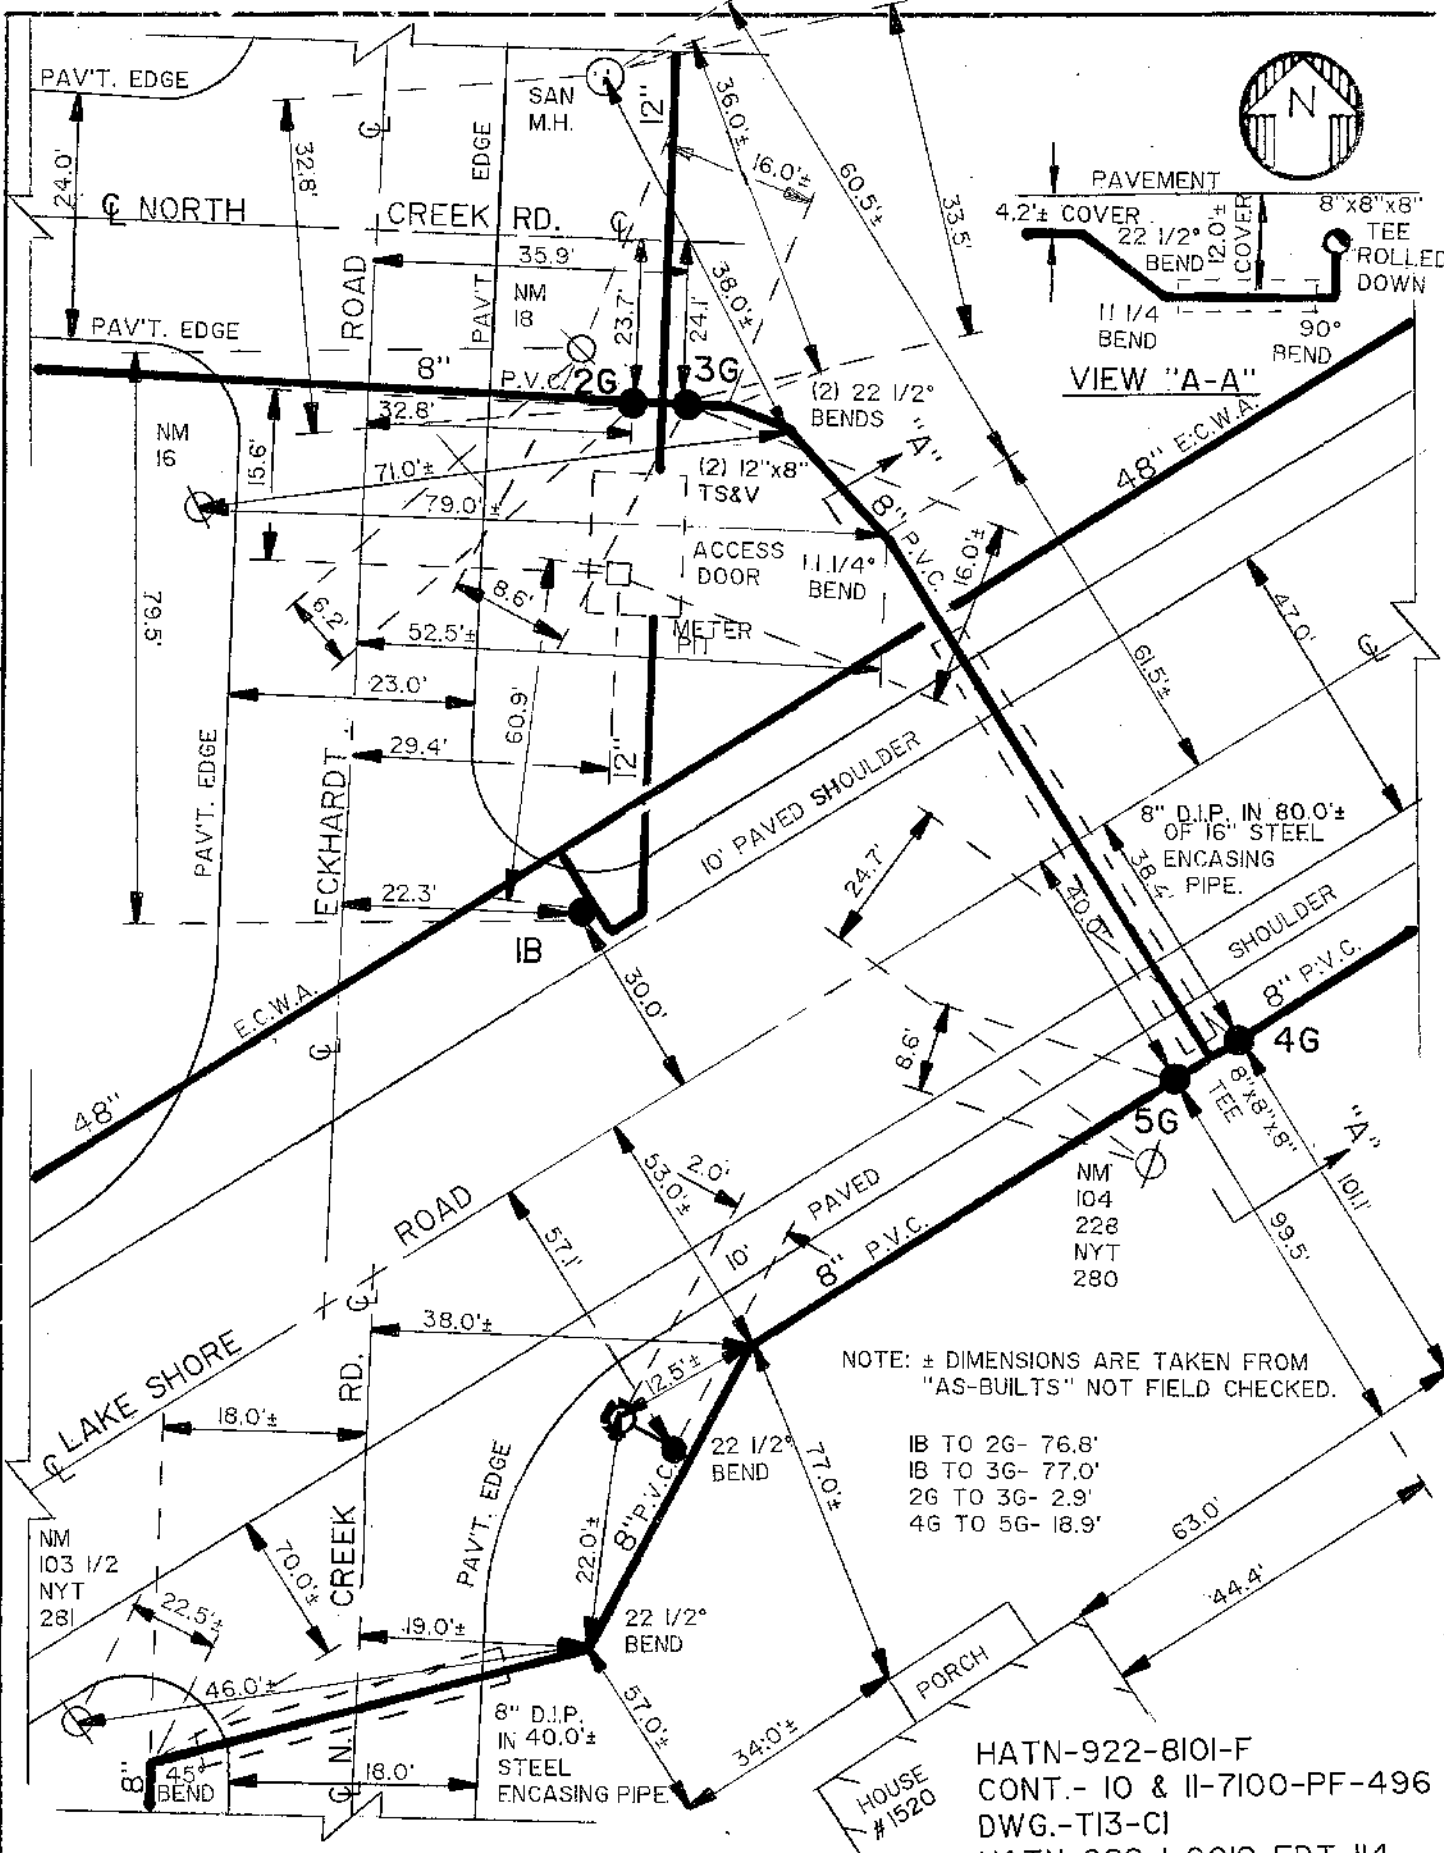 PAV'T. EDGE
SAN
M.H.
12"
36.0'±
60.5'±
33.5'
N
24.0'
32.8'
℄
EDGE
16.0'±
PAVEMENT
4.2'± COVER
22 1/2°
BEND
12.0'±
COVER
8"x8"x8"
TEE
ROLLED
DOWN
11 1/4
BEND
90°
BEND
VIEW "A-A"
℄ NORTH CREEK RD. ℄
35.9'
ROAD
NM
18
PAV'T
23.7'
24.1'
38.0'±
PAV'T. EDGE
8"
P.V.C.
2G
3G
(2) 22 1/2°
BENDS
"A"
48" E.C.W.A.
32.8'
NM
16
15.6'
71.0'±
(2) 12"x8"
TS&V
79.0'±
8" P.V.C.
ACCESS
DOOR
11 1/4°
BEND
16.0'±
79.5'
6.2'
8.6'
52.5'±
METER
PIT
47.0'
℄
61.5'±
23.0'
60.9'
29.4'
12"
PAV'T. EDGE
ECKHARDT
10' PAVED SHOULDER
8" D.I.P. IN 80.0'±
OF 16" STEEL
ENCASING
PIPE.
24.7'
38.4'
40.0'
22.3'
1B
SHOULDER
8" P.V.C.
30.0'
E.C.W.A.
℄
48"
8.6'
4G
5G
8"x8"x8"
TEE
"A"
NM
104
228
NYT
280
101.1'
99.5'
53.0'±
2.0'
ROAD
57.1'
10'
PAVED
8" P.V.C.
℄
38.0'±
RD.
12.5'±
NOTE: ± DIMENSIONS ARE TAKEN FROM
"AS-BUILTS" NOT FIELD CHECKED.
℄ LAKE SHORE
18.0'±
22 1/2°
BEND
77.0'±
1B TO 2G- 76.8'
1B TO 3G- 77.0'
2G TO 3G- 2.9'
4G TO 5G- 18.9'
PAV'T. EDGE
8" P.V.C.
22.0'±
63.0'
44.4'
NM
103 1/2
NYT
281
CREEK
70.0'±
22.5'±
19.0'±
22 1/2°
BEND
PORCH
46.0'±
57.0'±
34.0'±
8" D.I.P.
IN 40.0'±
STEEL
ENCASING PIPE
℄ N.
8"
45°
BEND
18.0'
HOUSE
#1520
HATN-922-8101-F
CONT.- 10 & 11-7100-PF-496
DWG.-T13-C1